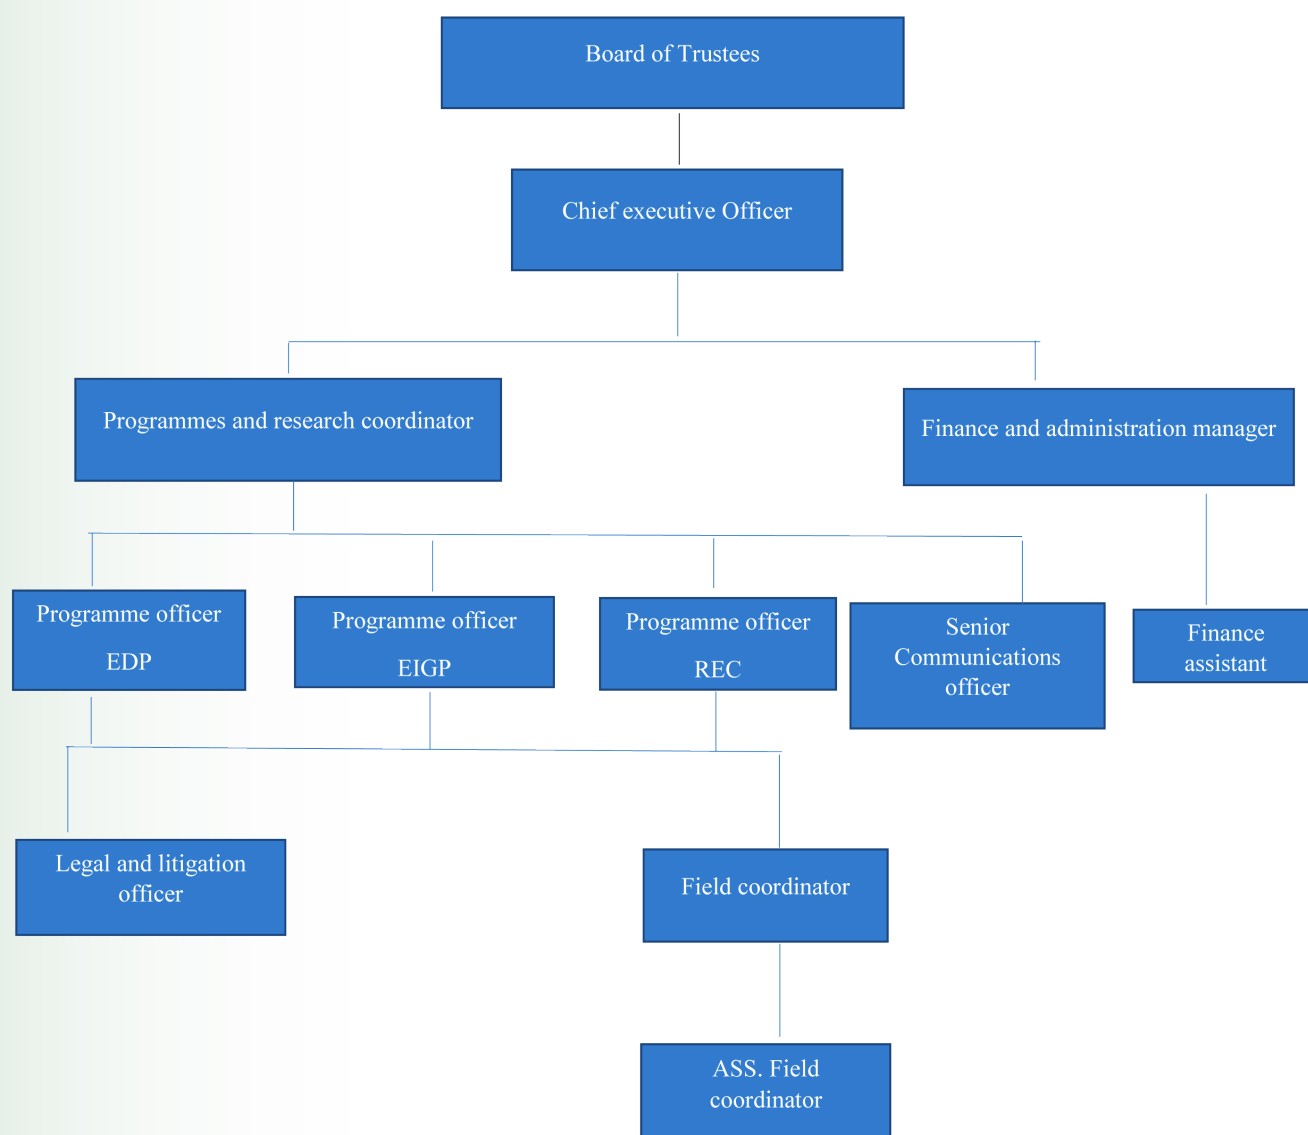 Board of Trustees
Chief executive Officer
Programmes and research coordinator
Finance and administration manager
Programme officer
EDP
Programme officer
EIGP
Programme officer
REC
Senior
Communications
officer
Finance
assistant
Legal and litigation
officer
Field coordinator
ASS. Field
coordinator